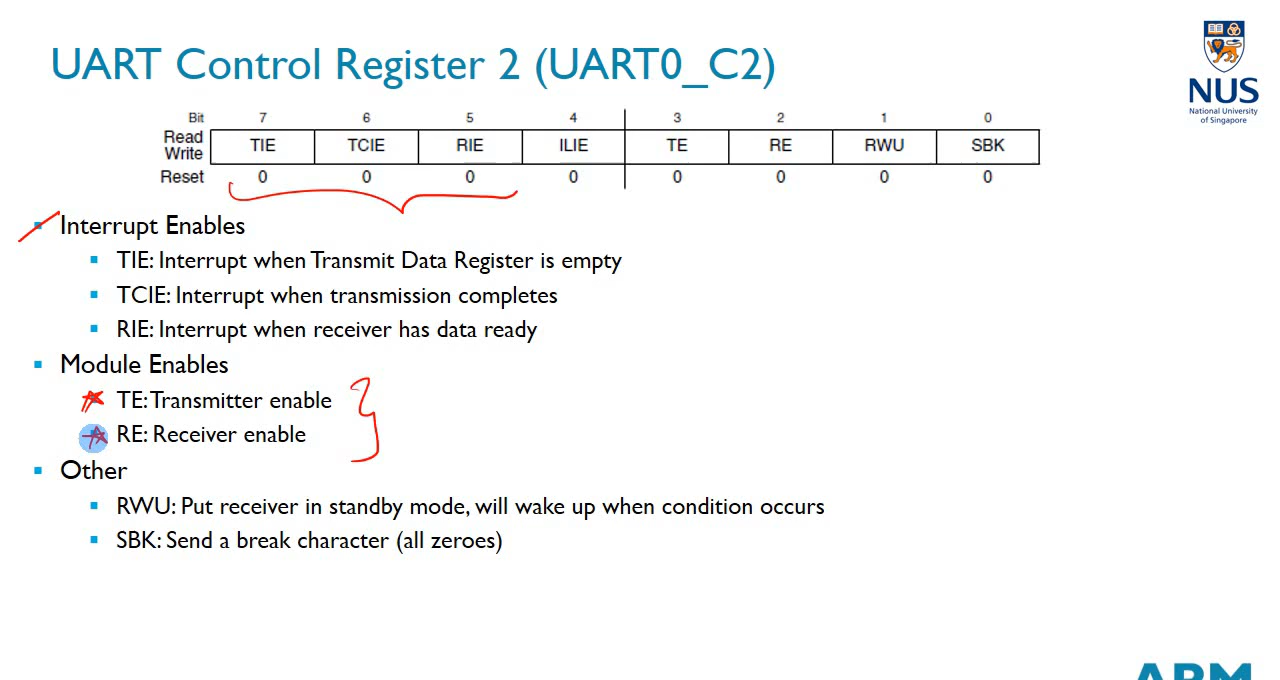 UART Control Register 2 (UART0_C2)
NUS
National University
of Singapore
Bit 7 6 5 4 3 2 1 0
Read
Write TIE TCIE RIE ILIE TE RE RWU SBK
Reset 0 0 0 0 0 0 0 0
Interrupt Enables
TIE: Interrupt when Transmit Data Register is empty
TCIE: Interrupt when transmission completes
RIE: Interrupt when receiver has data ready
Module Enables
TE: Transmitter enable
RE: Receiver enable
Other
RWU: Put receiver in standby mode, will wake up when condition occurs
SBK: Send a break character (all zeroes)
ARM